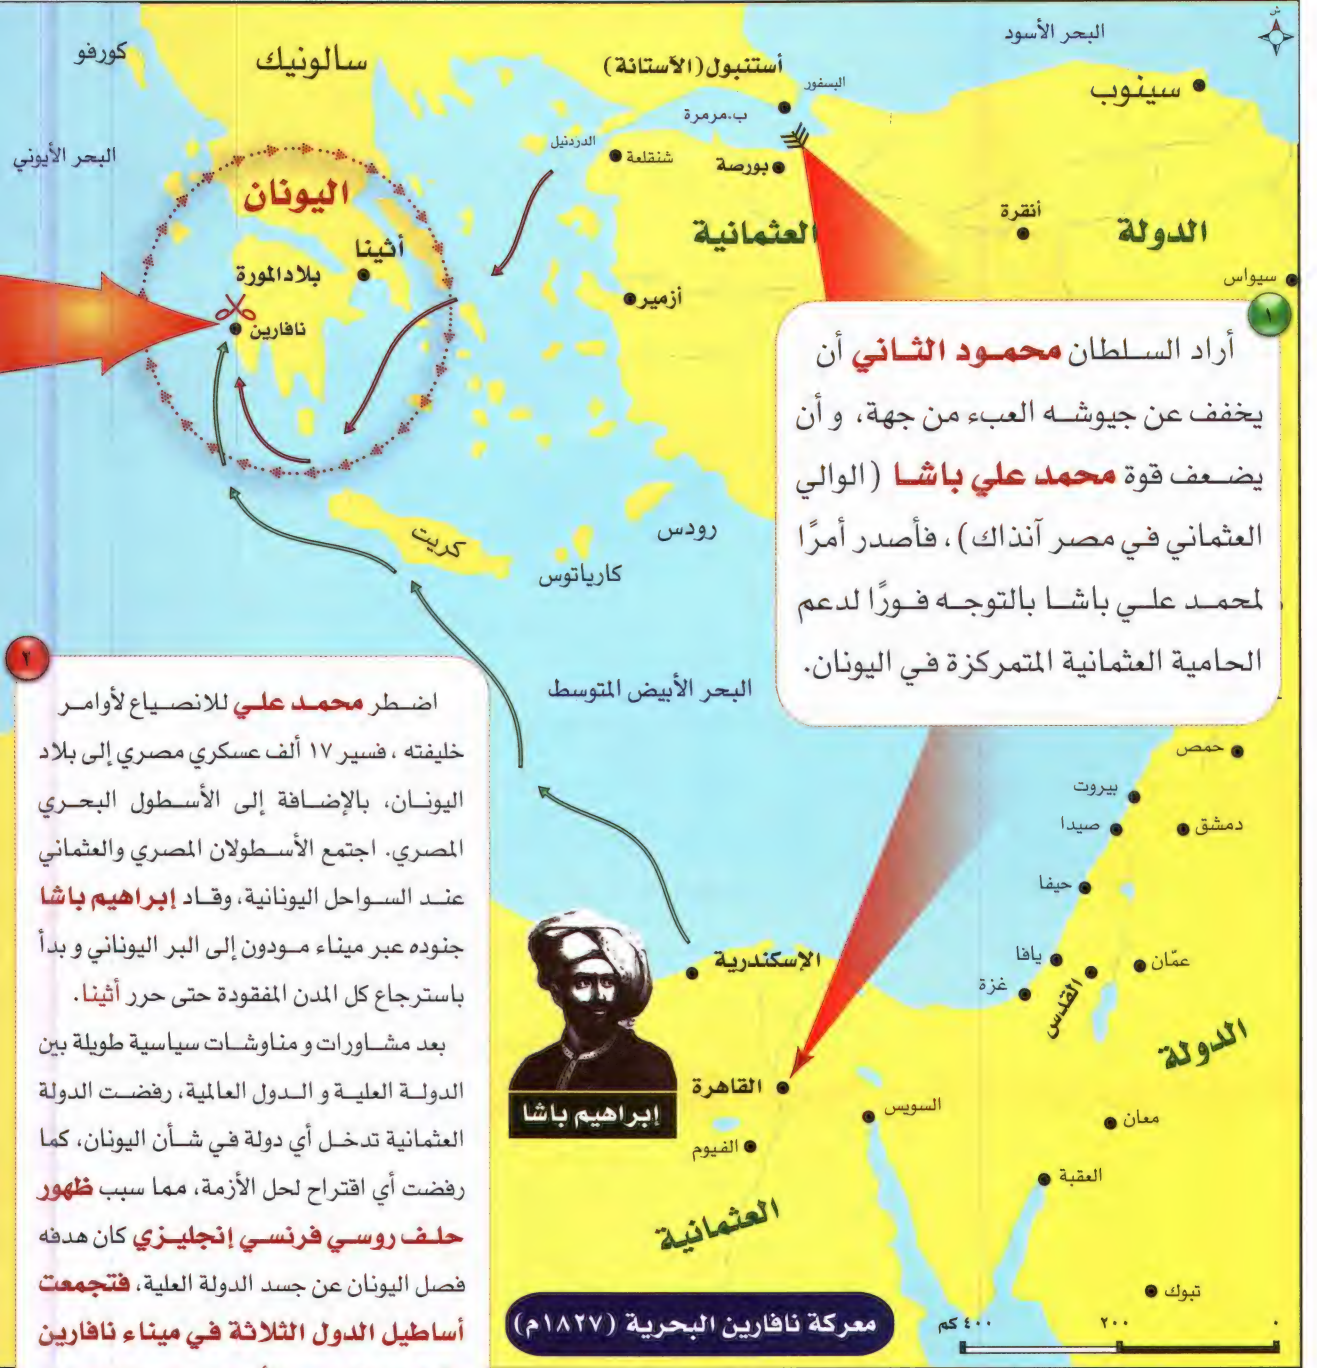 ش
البحر الأسود
كورفو
سالونيك
أستنبول (الآستانة)
البسفور
سينوب
ب.مرمرة
الدردنيل
شنقلعة
بورصة
البحر الأيوني
اليونان
أثينا
بلاد المورة
نافارين
العثمانية
أنقرة
الدولة
سيواس
أزمير
١
أراد السلطان محمود الثاني أن
يخفف عن جيوشه العبء من جهة، و أن
يضعف قوة محمد علي باشا (الوالي
العثماني في مصر آنذاك)، فأصدر أمرًا
لمحمد علي باشا بالتوجه فورًا لدعم
الحامية العثمانية المتمركزة في اليونان.
كريت
رودس
كارياتوس
البحر الأبيض المتوسط
٢
اضطر محمد علي للانصياع لأوامر
خليفته ، فسير ١٧ ألف عسكري مصري إلى بلاد
اليونان، بالإضافة إلى الأسطول البحري
المصري. اجتمع الأسطولان المصري والعثماني
عند السواحل اليونانية، وقاد إبراهيم باشا
جنوده عبر ميناء مودون إلى البر اليوناني و بدأ
باسترجاع كل المدن المفقودة حتى حرر أثينا.
بعد مشاورات و مناوشات سياسية طويلة بين
الدولة العلية و الدول العالمية، رفضت الدولة
العثمانية تدخل أي دولة في شأن اليونان، كما
رفضت أي اقتراح لحل الأزمة، مما سبب ظهور
حلف روسي فرنسي إنجليزي كان هدفه
فصل اليونان عن جسد الدولة العلية، فتجمعت
أساطيل الدول الثلاثة في ميناء نافارين
حمص
بيروت
صيدا
دمشق
حيفا
يافا
عمّان
القدس
غزة
الإسكندرية
الدولة
القاهرة
السويس
معان
الفيوم
العقبة
العثمانية
تبوك
إبراهيم باشا
معركة نافارين البحرية (١٨٢٧م)
٤٠٠ كم
٢٠٠
٠